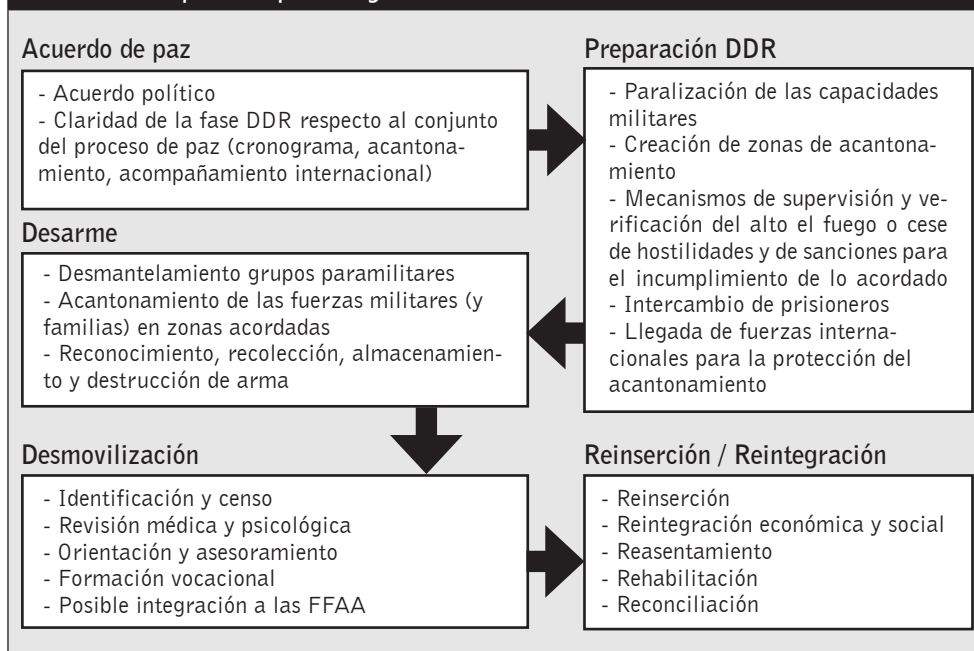 Acuerdo de paz
- Acuerdo político
- Claridad de la fase DDR respecto al conjunto
del proceso de paz (cronograma, acantona-
miento, acompañamiento internacional)
Preparación DDR
- Paralización de las capacidades
militares
- Creación de zonas de acantona-
miento
- Mecanismos de supervisión y ve-
rificación del alto el fuego o cese
de hostilidades y de sanciones para
el incumplimiento de lo acordado
- Intercambio de prisioneros
- Llegada de fuerzas interna-
cionales para la protección del
acantonamiento
Desarme
- Desmantelamiento grupos paramilitares
- Acantonamiento de las fuerzas militares (y
familias) en zonas acordadas
- Reconocimiento, recolección, almacenamien-
to y destrucción de arma
Desmovilización
- Identificación y censo
- Revisión médica y psicológica
- Orientación y asesoramiento
- Formación vocacional
- Posible integración a las FFAA
Reinserción / Reintegración
- Reinserción
- Reintegración económica y social
- Reasentamiento
- Rehabilitación
- Reconciliación